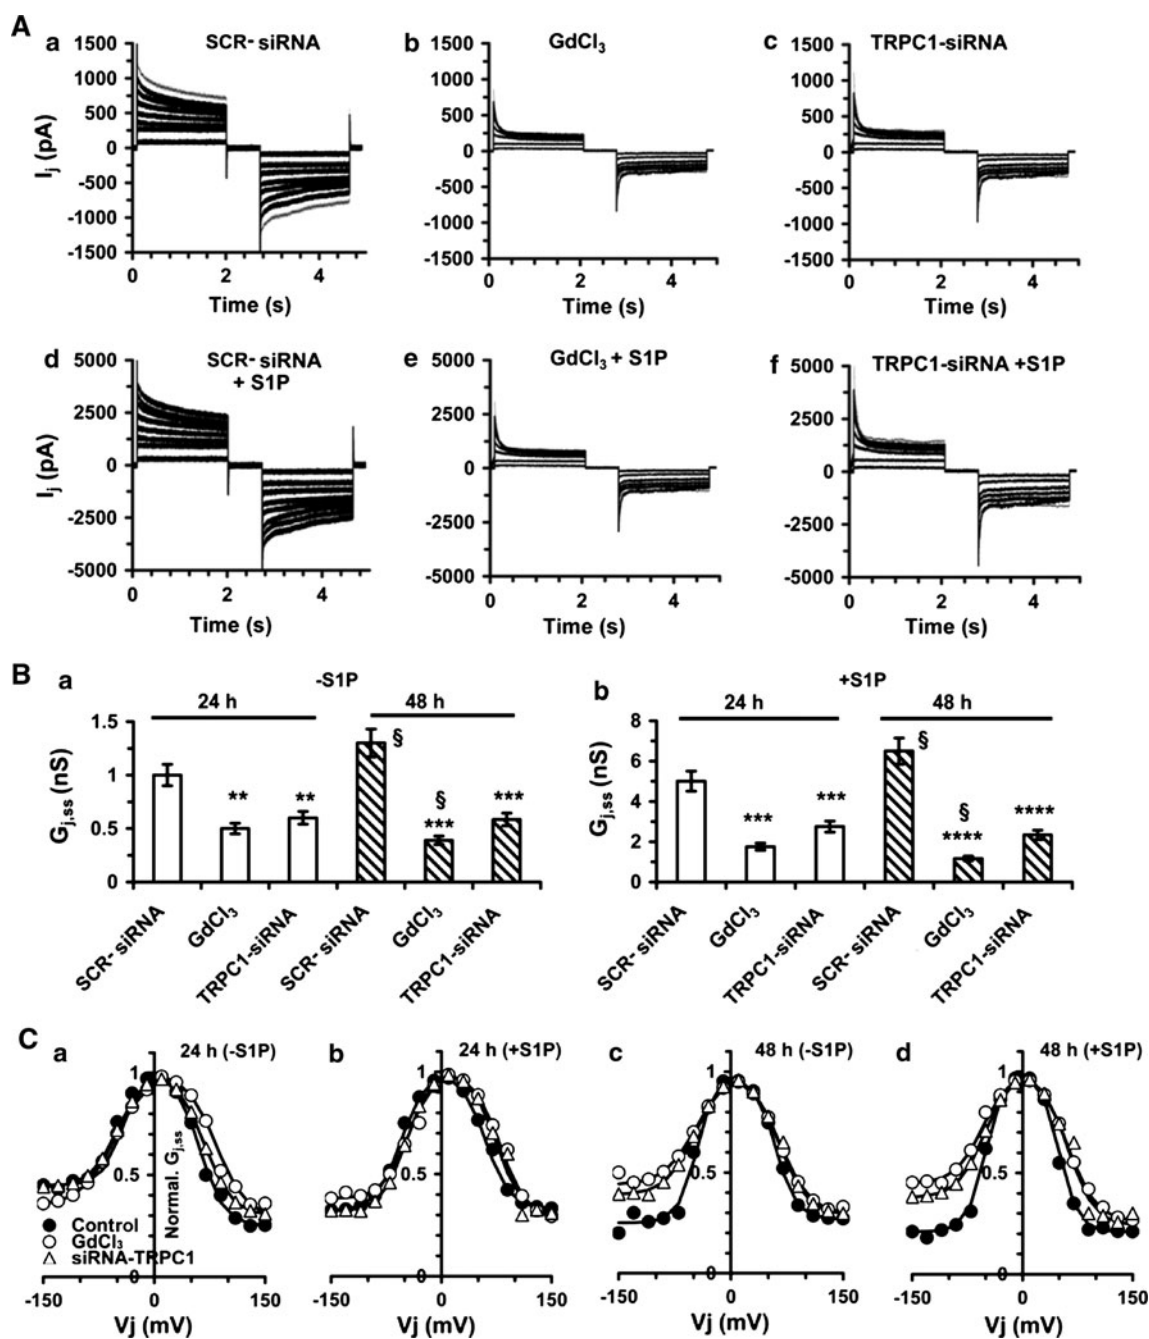 A
a SCR- siRNA
1500
1000
500
0
-500
-1000
-1500
Ij (pA)
0 2 4
Time (s)
b GdCl3
1500
1000
500
0
-500
-1000
-1500
0 2 4
Time (s)
c TRPC1-siRNA
1500
1000
500
0
-500
-1000
-1500
0 2 4
Time (s)
d SCR- siRNA
+ S1P
5000
2500
0
-2500
-5000
Ij (pA)
0 2 4
Time (s)
e GdCl3 + S1P
5000
2500
0
-2500
-5000
0 2 4
Time (s)
f TRPC1-siRNA +S1P
5000
2500
0
-2500
-5000
0 2 4
Time (s)
B
a -S1P
24 h 48 h
1.5
1
0.5
0
Gj,ss (nS)
** ** § § *** ***
SCR- siRNA
GdCl3
TRPC1-siRNA
SCR- siRNA
GdCl3
TRPC1-siRNA
b +S1P
24 h 48 h
8
6
4
2
0
Gj,ss (nS)
*** *** § § **** ****
SCR- siRNA
GdCl3
TRPC1-siRNA
SCR- siRNA
GdCl3
TRPC1-siRNA
C
a 24 h (-S1P)
1
0.5
0
Normal. Gj,ss
Control
GdCl3
siRNA-TRPC1
-150 0 150
Vj (mV)
b 24 h (+S1P)
1
0.5
0
0 150
Vj (mV)
c 48 h (-S1P)
1
0.5
0
-150 0 150
Vj (mV)
d 48 h (+S1P)
1
0.5
0
-150 0 150
Vj (mV)